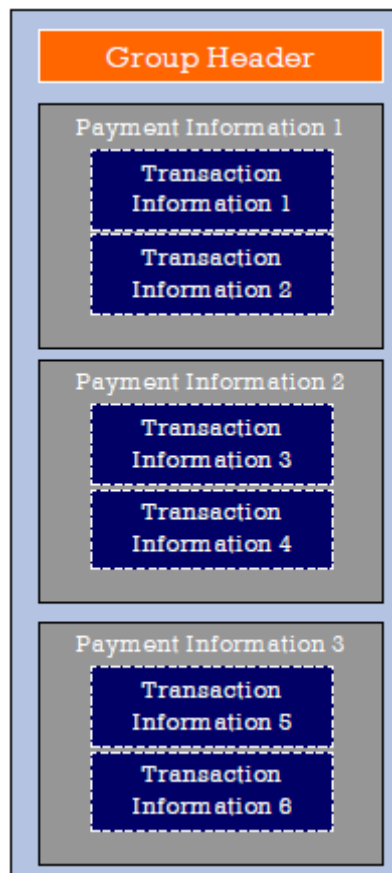 Group Header
Payment Information 1
Transaction
Information 1
Transaction
Information 2
Payment Information 2
Transaction
Information 3
Transaction
Information 4
Payment Information 3
Transaction
Information 5
Transaction
Information 6